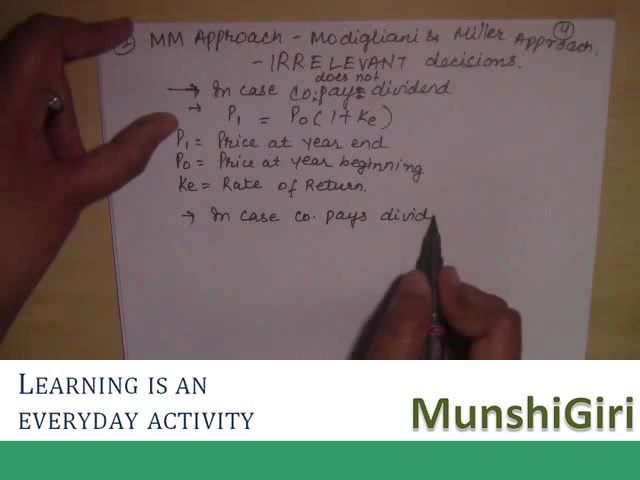 ② MM Approach - Modigliani & Miller Approach. ④
- IRRELEVANT decisions.
→ In case co. does not pays dividend
→ P₁ = P₀ (1 + Ke)
P₁ = Price at year end
P₀ = Price at year beginning
Ke = Rate of Return.
→ In case co. pays divid
LEARNING IS AN
EVERYDAY ACTIVITY
MunshiGiri